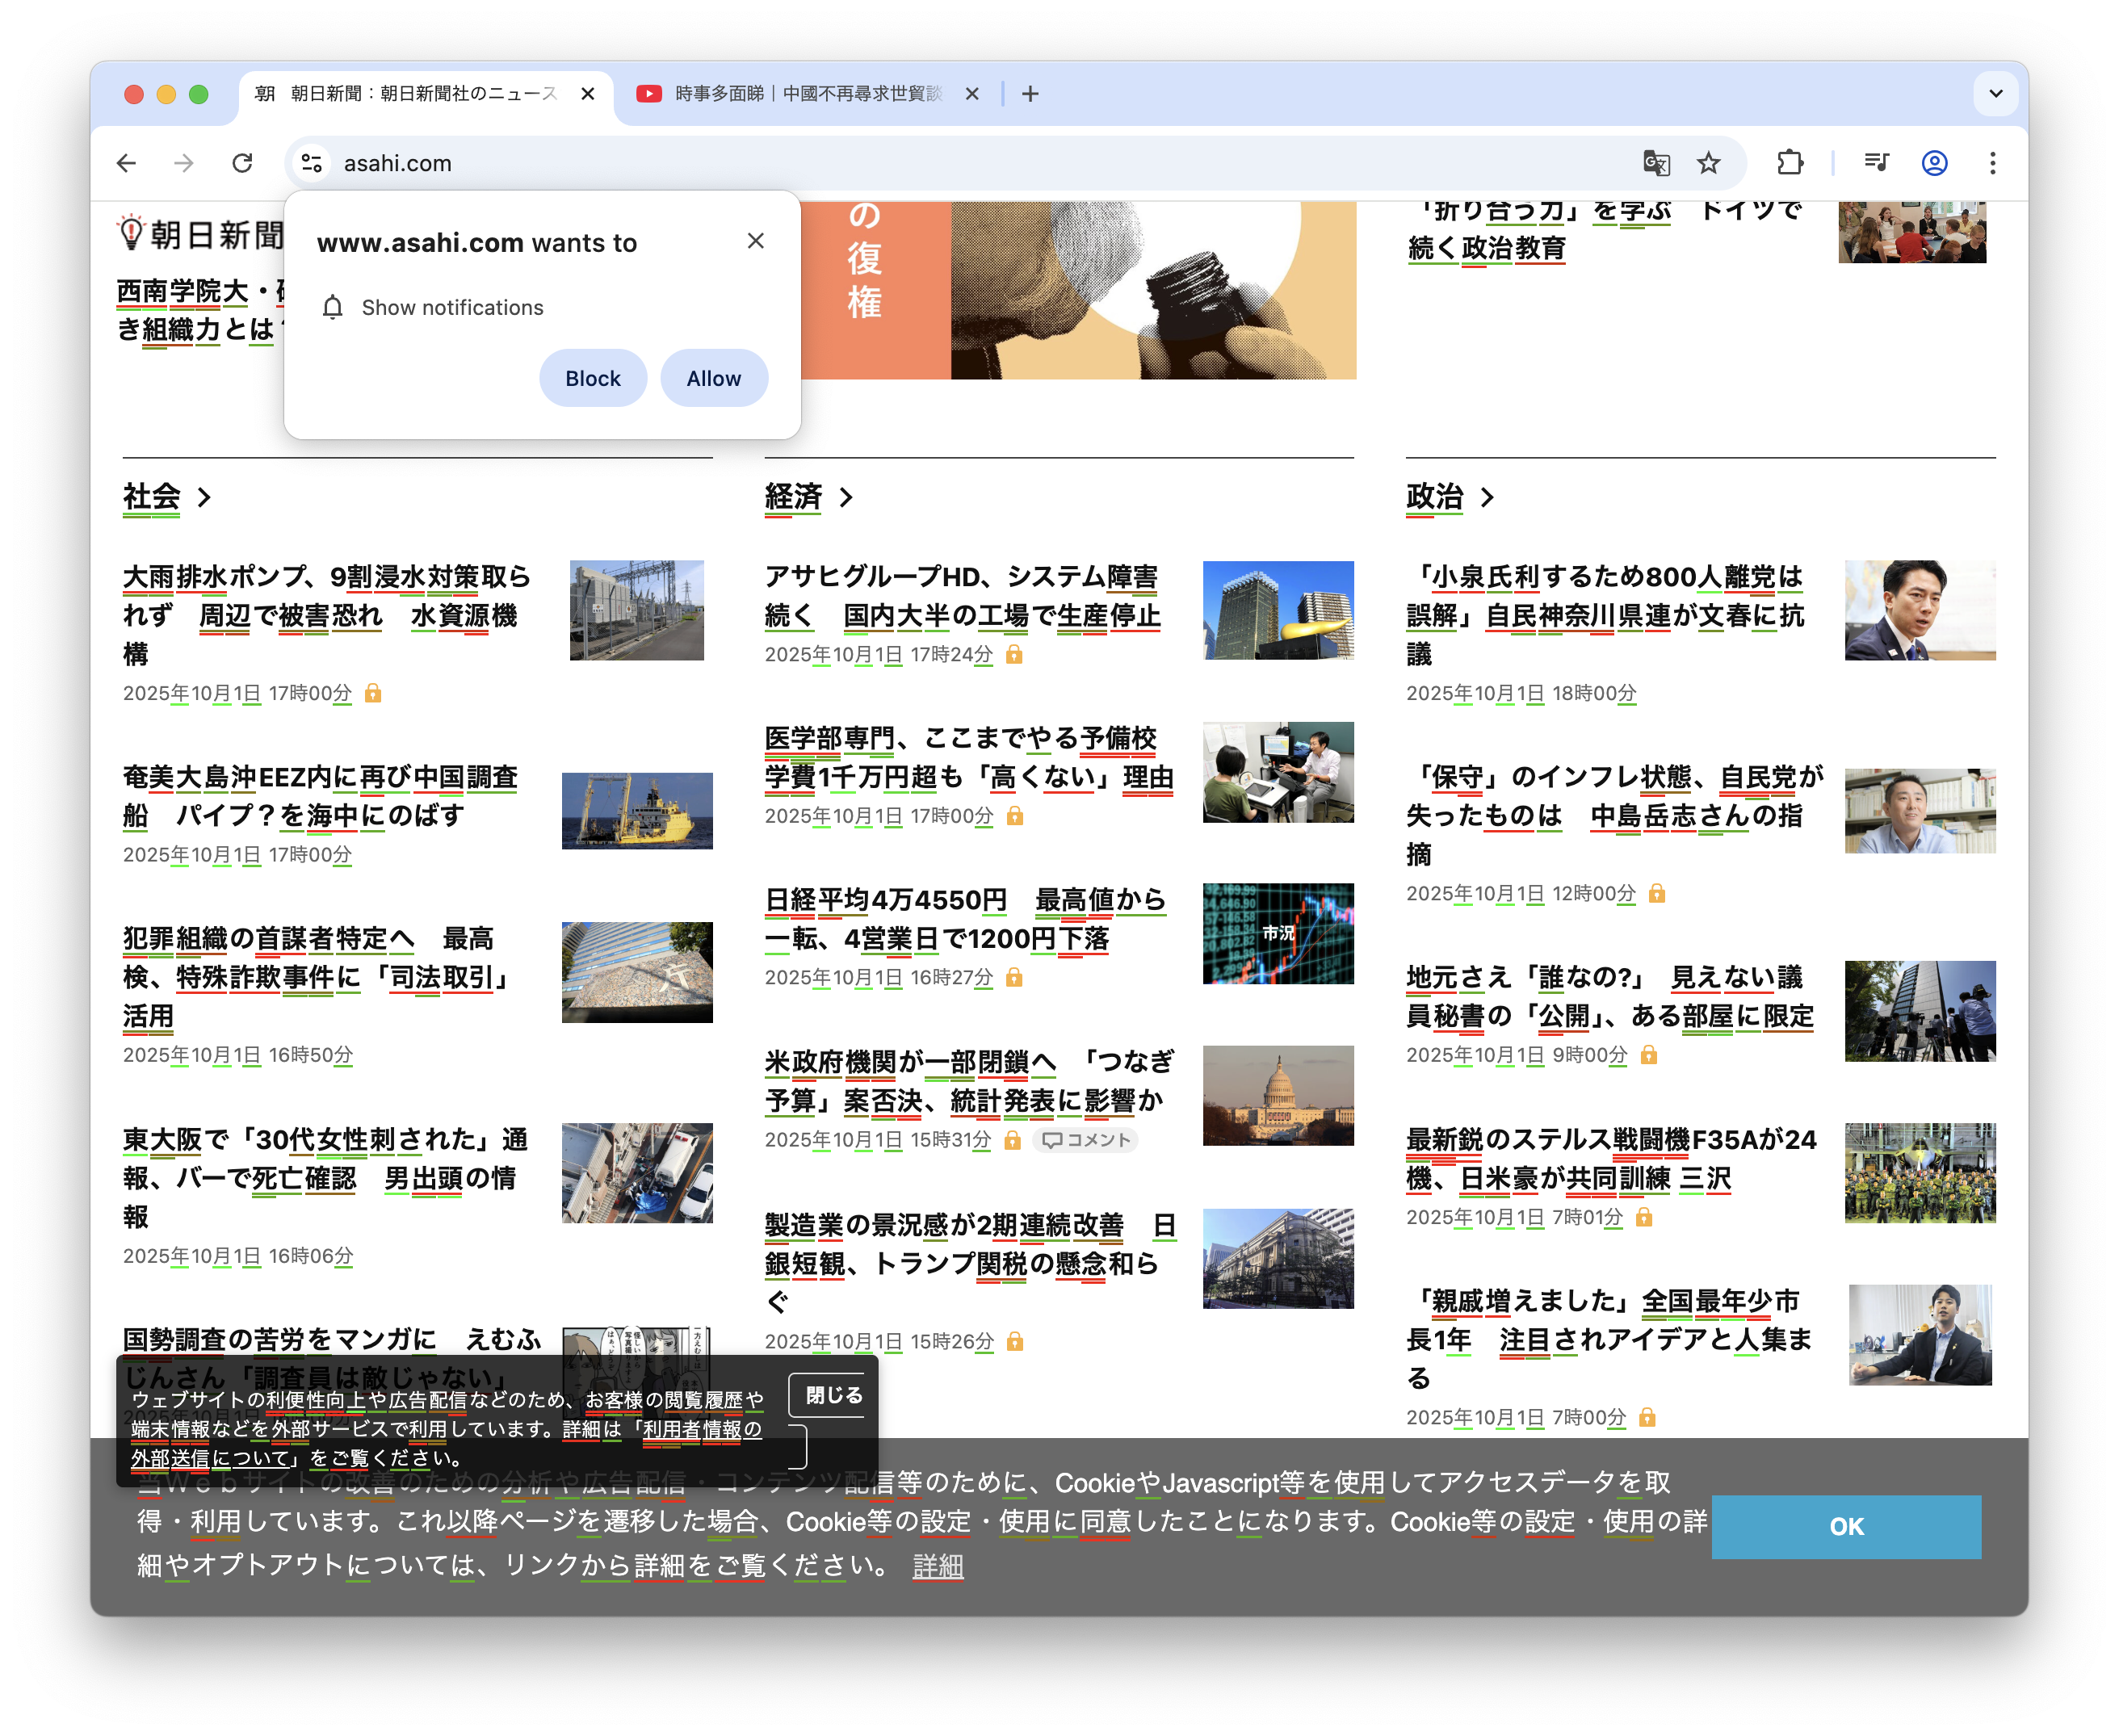 朝日新聞：朝日新聞社のニュース
時事多面睇｜中國不再尋求世貿談
asahi.com
朝日新聞
www.asahi.com wants to
Show notifications
Block
Allow
西南学院大・
き組織力とは
の復権
「折り合う力」を学ぶ　ドイツで
続く政治教育
社会
大雨排水ポンプ、9割浸水対策取ら
れず　周辺で被害恐れ　水資源機
構
2025年10月1日 17時00分
奄美大島沖EEZ内に再び中国調査
船　パイプ？を海中にのばす
2025年10月1日 17時00分
犯罪組織の首謀者特定へ　最高
検、特殊詐欺事件に「司法取引」
活用
2025年10月1日 16時50分
東大阪で「30代女性刺された」通
報、バーで死亡確認　男出頭の情
報
2025年10月1日 16時06分
国勢調査の苦労をマンガに　えむふ
じんさん「調査員は敵じゃない」
経済
アサヒグループHD、システム障害
続く　国内大半の工場で生産停止
2025年10月1日 17時24分
医学部専門、ここまでやる予備校
学費1千万円超も「高くない」理由
2025年10月1日 17時00分
日経平均4万4550円　最高値から
一転、4営業日で1200円下落
2025年10月1日 16時27分
市況
米政府機関が一部閉鎖へ　「つなぎ
予算」案否決、統計発表に影響か
2025年10月1日 15時31分
コメント
製造業の景況感が2期連続改善　日
銀短観、トランプ関税の懸念和ら
ぐ
2025年10月1日 15時26分
政治
「小泉氏利するため800人離党は
誤解」自民神奈川県連が文春に抗
議
2025年10月1日 18時00分
「保守」のインフレ状態、自民党が
失ったものは　中島岳志さんの指
摘
2025年10月1日 12時00分
地元さえ「誰なの?」　見えない議
員秘書の「公開」、ある部屋に限定
2025年10月1日 9時00分
最新鋭のステルス戦闘機F35Aが24
機、日米豪が共同訓練 三沢
2025年10月1日 7時01分
「親戚増えました」全国最年少市
長1年　注目されアイデアと人集ま
る
2025年10月1日 7時00分
ウェブサイトの利便性向上や広告配信などのため、お客様の閲覧履歴や
端末情報などを外部サービスで利用しています。詳細は「利用者情報の
外部送信について」をご覧ください。
閉じる
当Ｗｅｂサイトの改善のための分析や広告配信・コンテンツ配信等のために、CookieやJavascript等を使用してアクセスデータを取
得・利用しています。これ以降ページを遷移した場合、Cookie等の設定・使用に同意したことになります。Cookie等の設定・使用の詳
細やオプトアウトについては、リンクから詳細をご覧ください。 詳細
OK